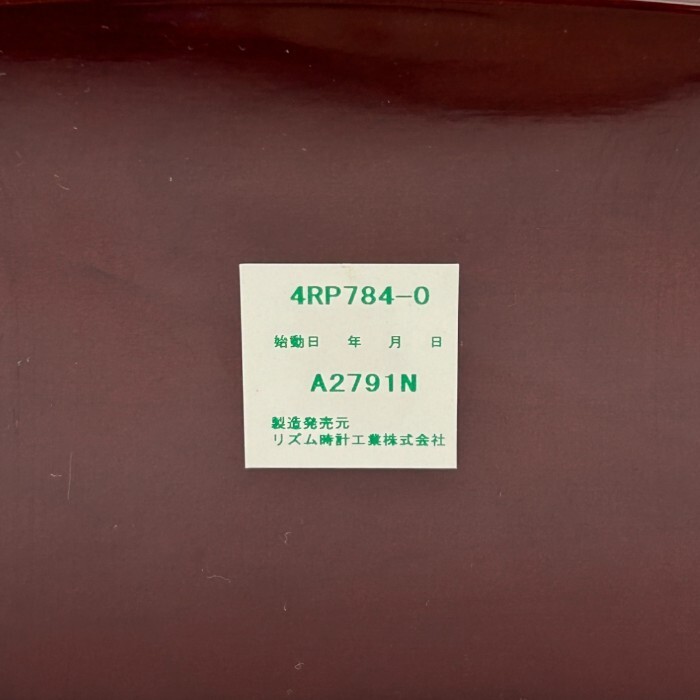 4RP784-0
始動日　年　月　日
A2791N
製造発売元
リズム時計工業株式会社